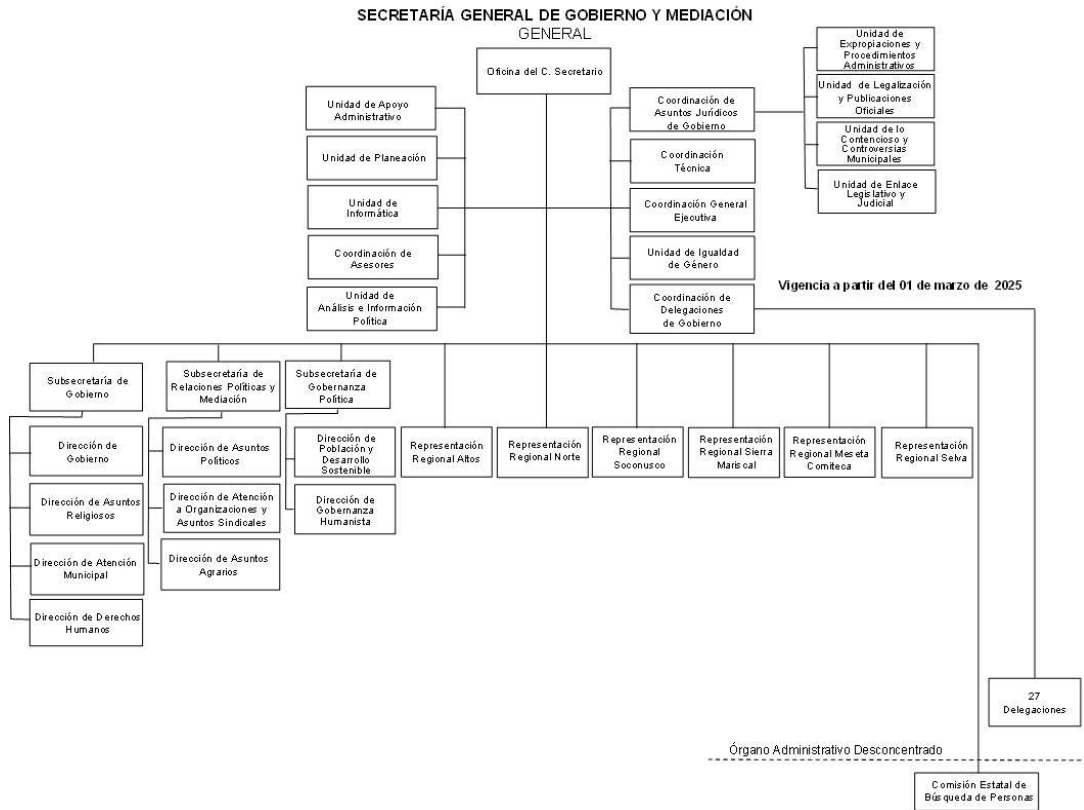 SECRETARÍA GENERAL DE GOBIERNO Y MEDIACIÓN
GENERAL
Oficina del C. Secretario
Unidad de Apoyo
Administrativo
Unidad de Planeación
Unidad de
Informática
Coordinación de
Asesores
Unidad de
Análisis e Información
Política
Coordinación de
Asuntos Jurídicos
de Gobierno
Coordinación
Técnica
Coordinación General
Ejecutiva
Unidad de Igualdad
de Género
Coordinación de
Delegaciones
de Gobierno
Unidad de
Expropiaciones y
Procedimientos
Administrativos
Unidad de Legalización
y Publicaciones
Oficiales
Unidad de lo
Contencioso y
Controversias
Municipales
Unidad de Enlace
Legislativo y
Judicial
Vigencia a partir del 01 de marzo de 2025
Subsecretaría de
Gobierno
Dirección de
Gobierno
Dirección de Asuntos
Religiosos
Dirección de Atención
Municipal
Dirección de Derechos
Humanos
Subsecretaría de
Relaciones Políticas y
Mediación
Dirección de Asuntos
Políticos
Dirección de Atención
a Organizaciones y
Asuntos Sindicales
Dirección de Asuntos
Agrarios
Subsecretaría de
Gobernanza
Política
Dirección de
Población y
Desarrollo
Sostenible
Dirección de
Gobernanza
Humanista
Representación
Regional Altos
Representación
Regional Norte
Representación
Regional
Soconusco
Representación
Regional Sierra
Mariscal
Representación
Regional Meseta
Comiteca
Representación
Regional Selva
27
Delegaciones
Órgano Administrativo Desconcentrado
Comisión Estatal de
Búsqueda de Personas